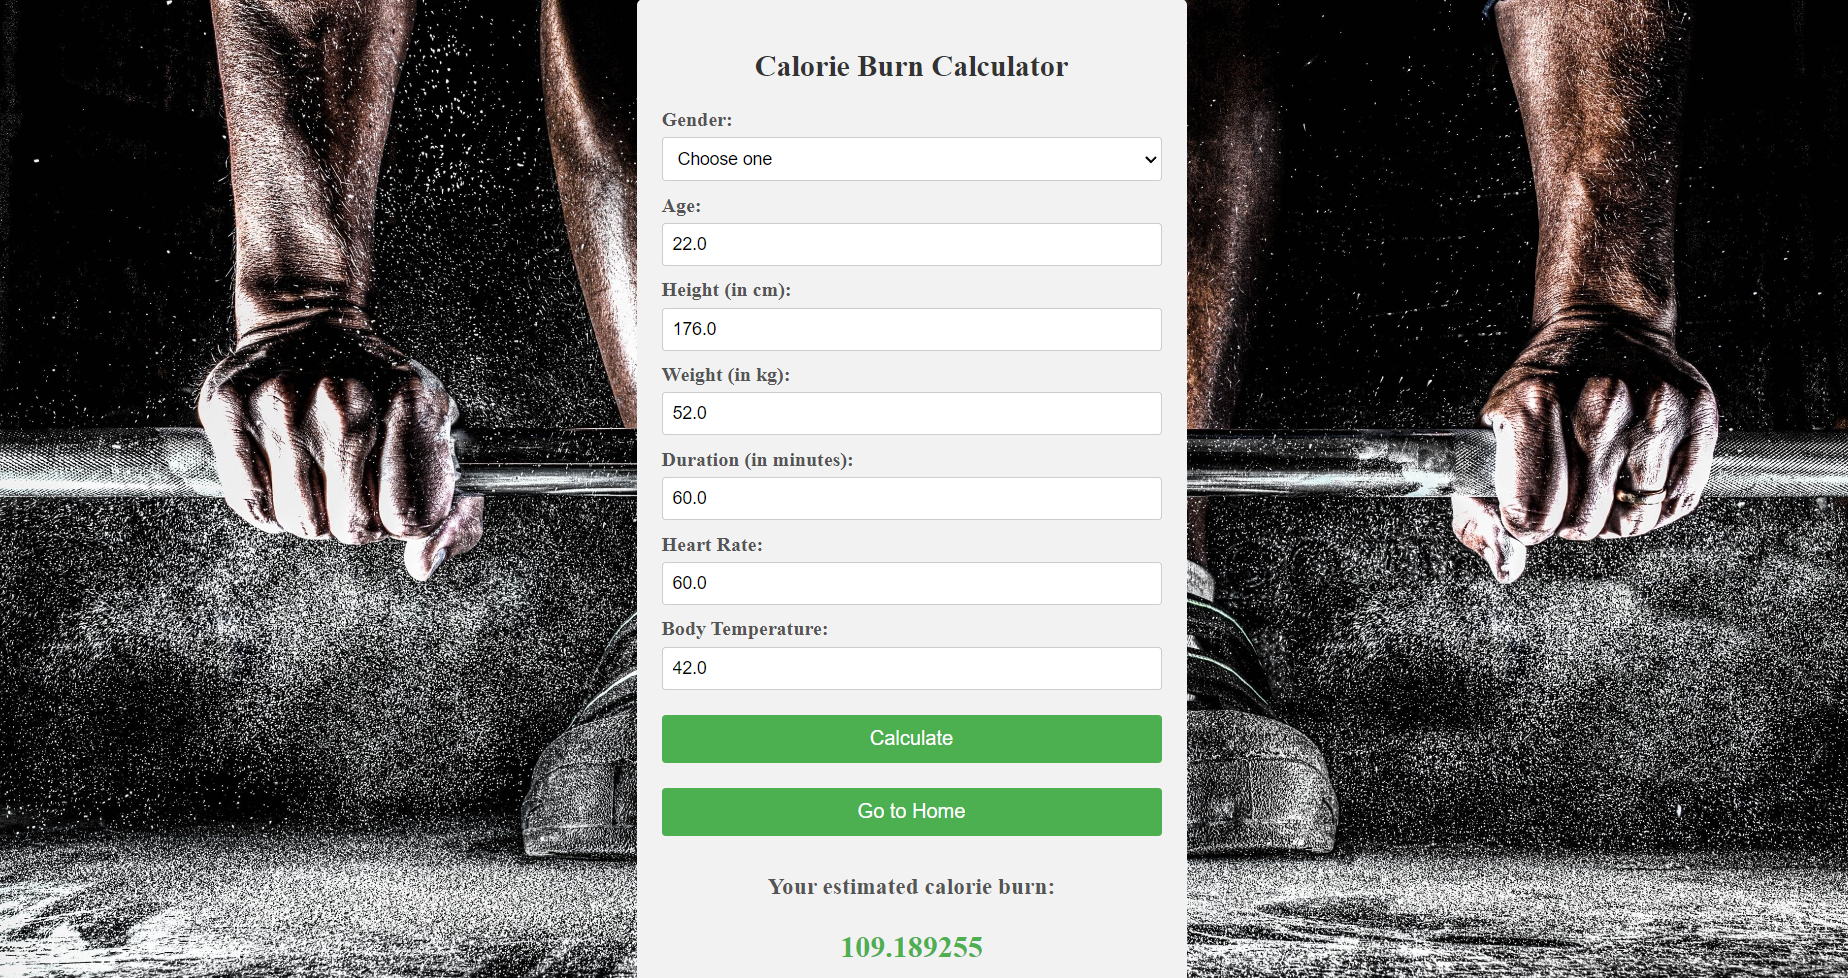 Calorie Burn Calculator
Gender:
Choose one
Age:
22.0
Height (in cm):
176.0
Weight (in kg):
52.0
Duration (in minutes):
60.0
Heart Rate:
60.0
Body Temperature:
42.0
Calculate
Go to Home
Your estimated calorie burn:
109.189255